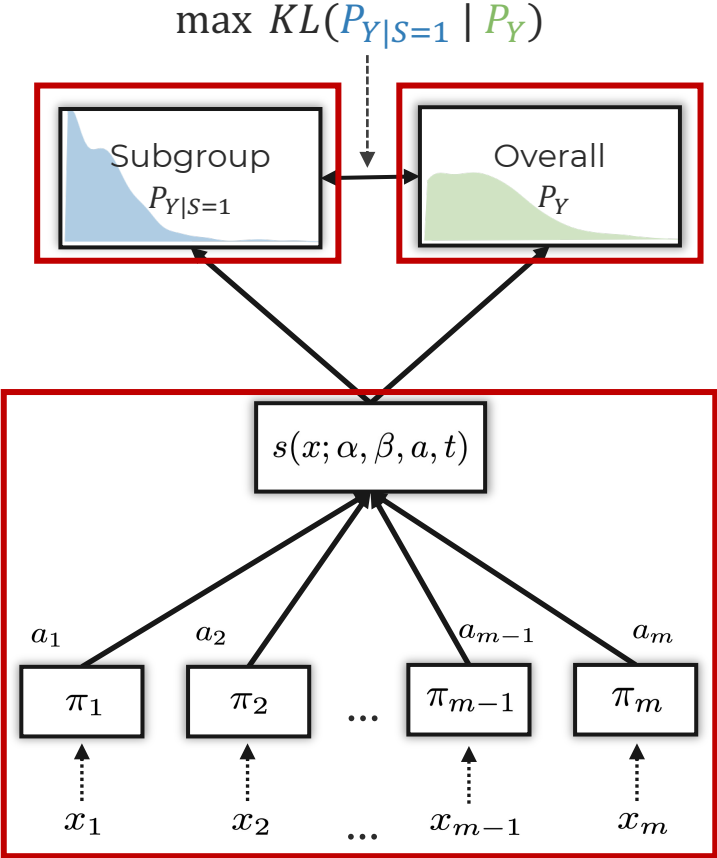 max KL(P_{Y|S=1} | P_Y)
Subgroup Overall
P_{Y|S=1} P_Y
s(x; α, β, a, t)
a_1 a_2 a_{m−1} a_m
π_1 π_2 ... π_{m−1} π_m
x_1 x_2 ... x_{m−1} x_m